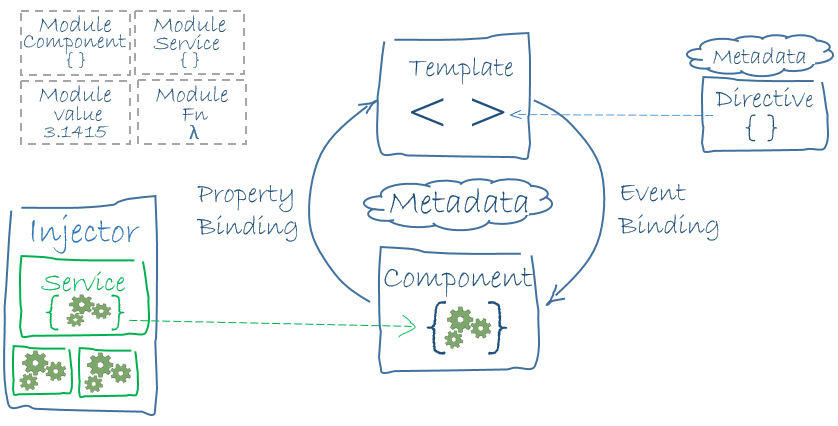 Module
Component
{ }
Module
Service
{ }
Module
value
3.1415
Module
Fn
λ
Template
< >
Metadata
Directive
{ }
Property
Binding
Metadata
Event
Binding
Injector
Service
{ }
Component
{ }